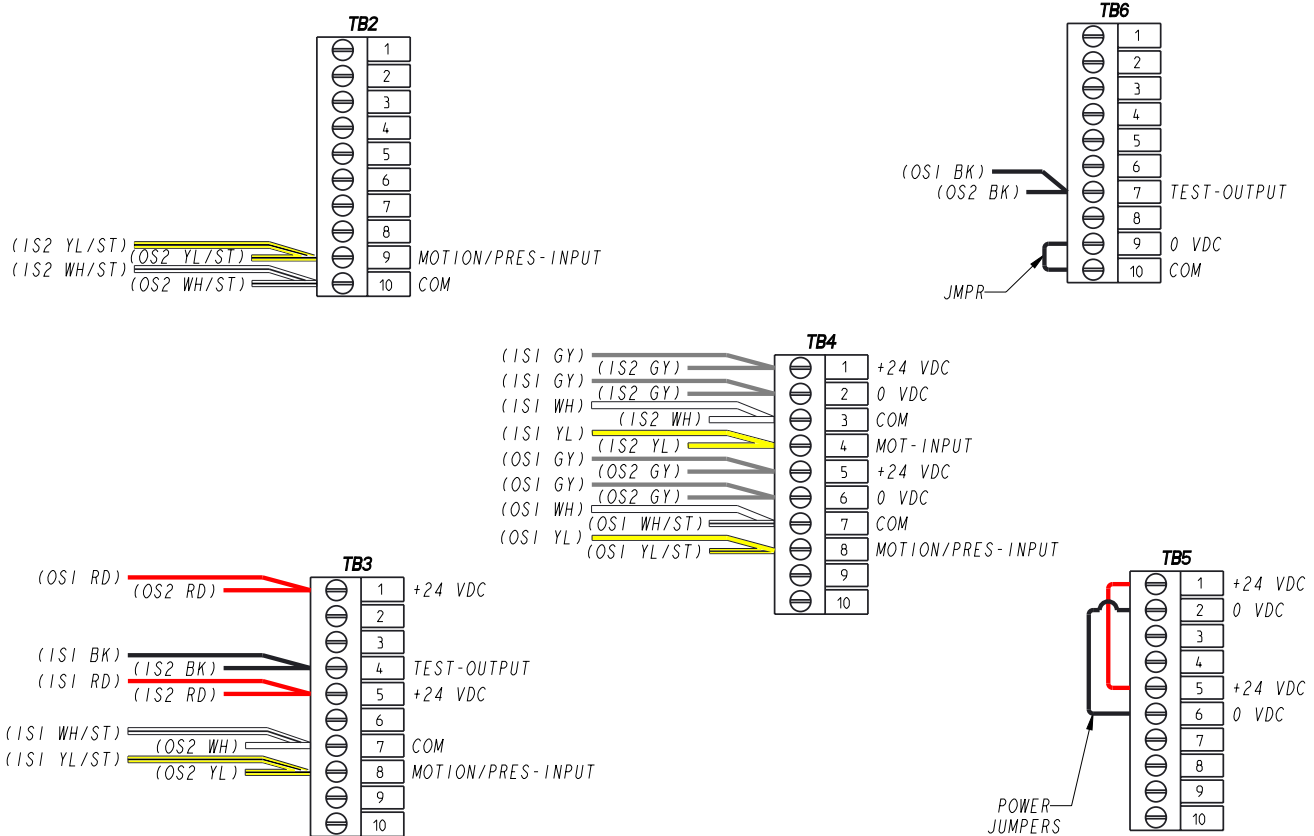 TB2
1
2
3
4
5
6
7
8
(IS2 YL/ST)
(OS2 YL/ST) 9 MOTION/PRES-INPUT
(IS2 WH/ST)
(OS2 WH/ST) 10 COM
TB6
1
2
3
4
5
6
(OS1 BK)
(OS2 BK) 7 TEST-OUTPUT
8
9 0 VDC
10 COM
JMPR
TB4
(IS1 GY)
(IS2 GY) 1 +24 VDC
(IS1 GY)
(IS2 GY) 2 0 VDC
(IS1 WH)
(IS2 WH) 3 COM
(IS1 YL)
(IS2 YL) 4 MOT-INPUT
(OS1 GY)
(OS2 GY) 5 +24 VDC
(OS1 GY)
(OS2 GY) 6 0 VDC
(OS1 WH)
(OS1 WH/ST) 7 COM
(OS1 YL)
(OS1 YL/ST) 8 MOTION/PRES-INPUT
9
10
TB3
(OS1 RD)
(OS2 RD) 1 +24 VDC
2
3
(IS1 BK)
(IS2 BK) 4 TEST-OUTPUT
(IS1 RD)
(IS2 RD) 5 +24 VDC
6
(IS1 WH/ST)
(OS2 WH) 7 COM
(IS1 YL/ST)
(OS2 YL) 8 MOTION/PRES-INPUT
9
10
TB5
1 +24 VDC
2 0 VDC
3
4
5 +24 VDC
6 0 VDC
7
8
9
10
POWER
JUMPERS